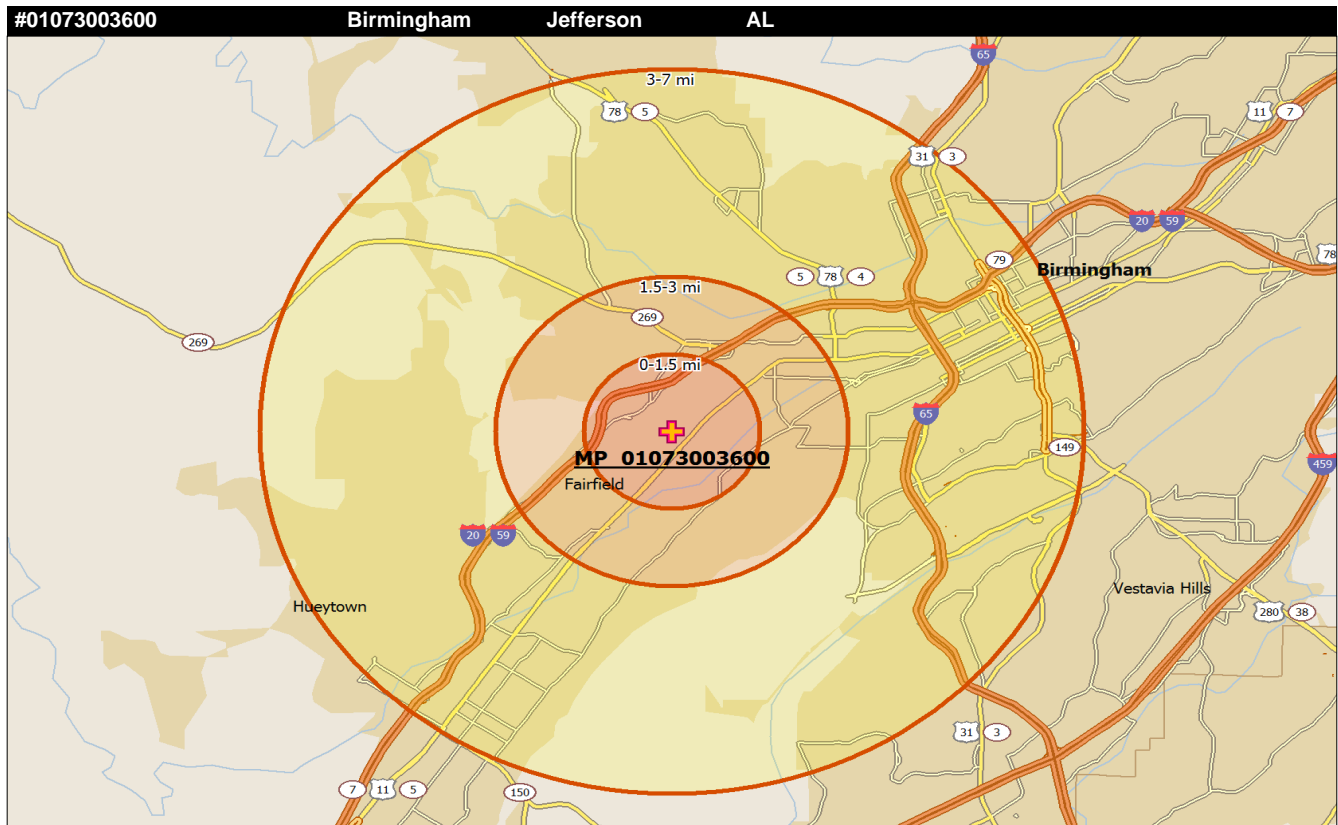 #01073003600 Birmingham Jefferson AL
65
3-7 mi
78 5
11 7
31 3
20 59
78
79
Birmingham
5 78 4
1.5-3 mi
269
269
0-1.5 mi
65
MP 01073003600
149
459
Fairfield
20 59
Vestavia Hills
Hueytown
280 38
31 3
7 11 5
150